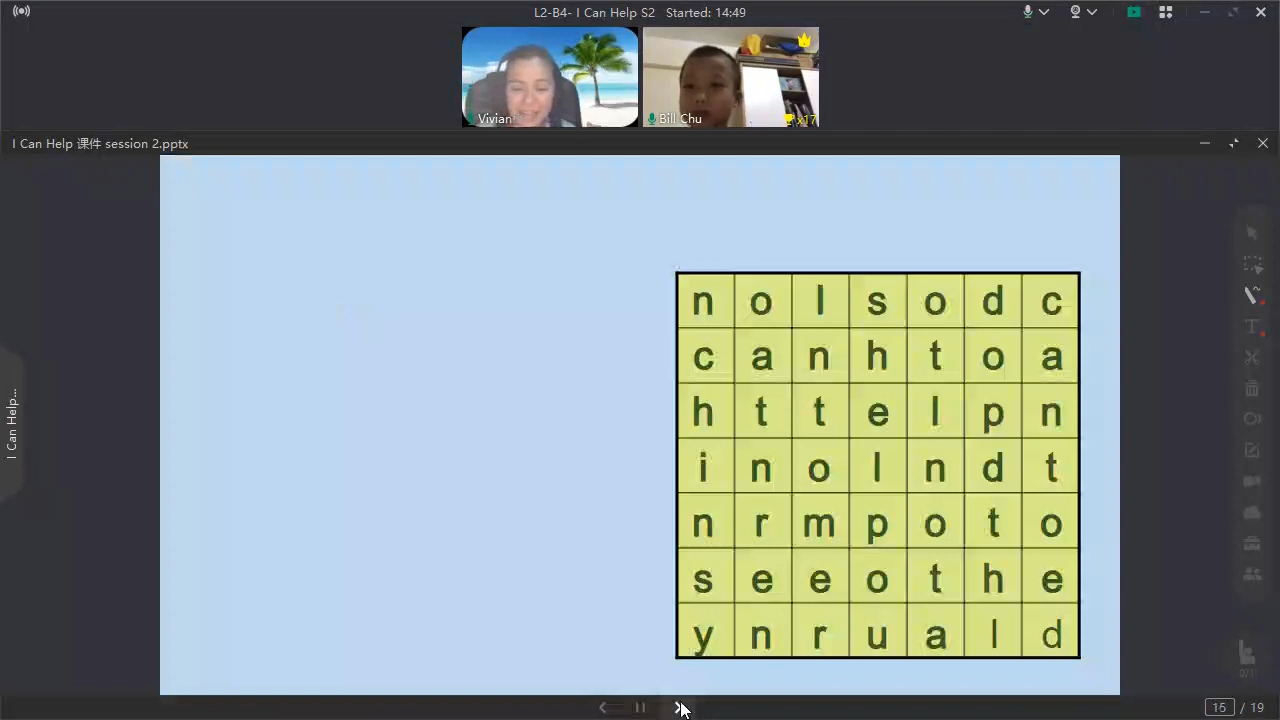 L2-B4- I Can Help S2 Started: 14:49
Vivian
Bill Chu
x17
I Can Help 课件 session 2.pptx
n o l s o d c
c a n h t o a
h t t e l p n
i n o l n d t
n r m p o t o
s e e o t h e
y n r u a l d
I Can Help...
15 / 19